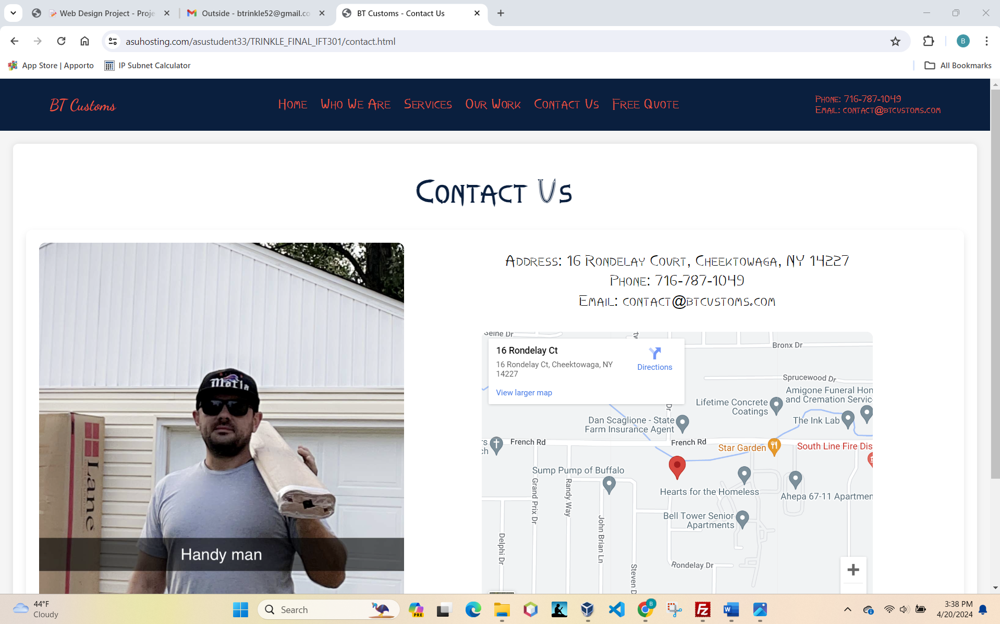 Web Design Project - Proje
Outside - btrinkle52@gmail.co
BT Customs - Contact Us
asuhosting.com/asustudent33/TRINKLE_FINAL_IFT301/contact.html
B
App Store | Apporto
IP Subnet Calculator
All Bookmarks
BT Customs
Home
Who We Are
Services
Our Work
Contact Us
Free Quote
Phone: 716-787-1049
Email: contact@btcustoms.com
Contact Us
Mafia
Lane
Handy man
Address: 16 Rondelay Court, Cheektowaga, NY 14227
Phone: 716-787-1049
Email: contact@btcustoms.com
Seine Dr
16 Rondelay Ct
16 Rondelay Ct, Cheektowaga, NY
14227
View larger map
Directions
Bronx Dr
Sprucewood Dr
Amigone Funeral Hom
and Cremation Service
Lifetime Concrete
Coatings
The Ink Lab
Dan Scaglione - State
Farm Insurance Agent
Dr
French Rd
French Rd
Star Garden
South Line Fire Dis
Sump Pump of Buffalo
Hearts for the Homeless
Ahepa 67-11 Apartmen
Bell Tower Senior
Apartments
Grand Prix Dr
Randy Way
John Brian Ln
Delphi Dr
Steven D
Rondelay Dr
44°F
Cloudy
Search
PRE
B
3:38 PM
4/20/2024